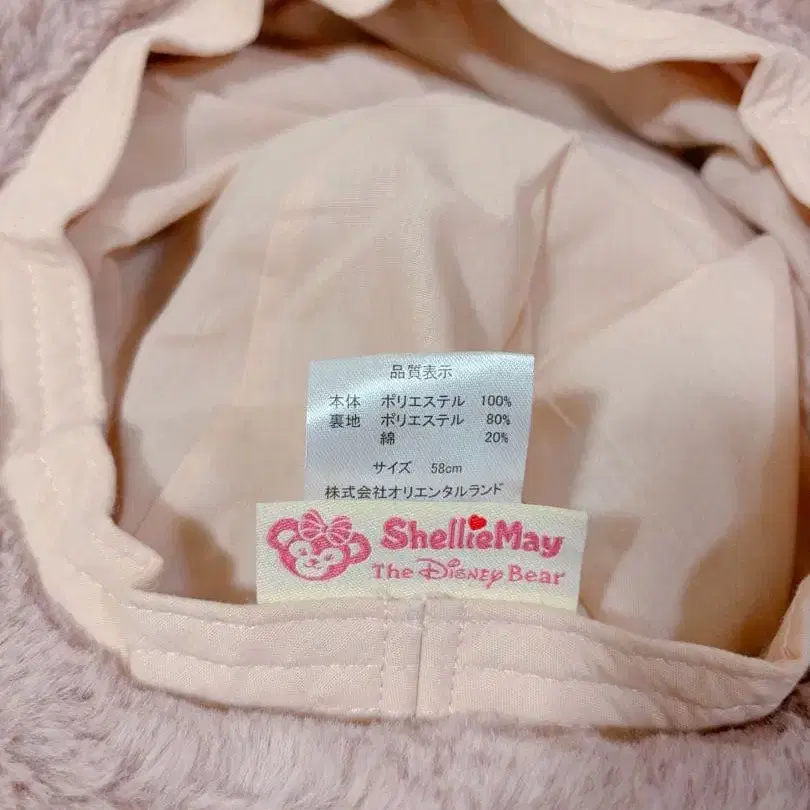 品質表示
本体 ポリエステル 100%
裏地 ポリエステル 80%
綿 20%
サイズ 58cm
株式会社オリエンタルランド
ShellieMay
The Disney Bear